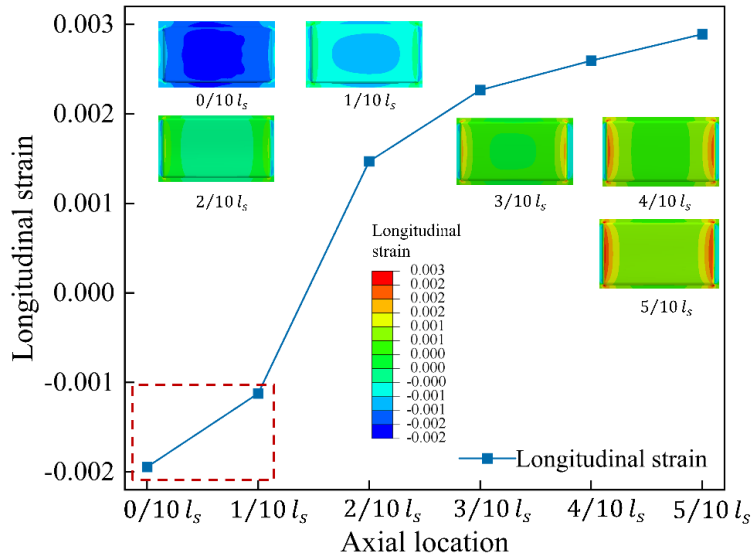 Longitudinal strain
0.003
0.002
0.001
0.000
-0.001
-0.002
0/10 l_s
1/10 l_s
2/10 l_s
3/10 l_s
4/10 l_s
5/10 l_s
Longitudinal
strain
0.003
0.002
0.002
0.001
0.001
0.000
-0.000
-0.001
-0.001
-0.002
-0.002
Longitudinal strain
0/10 l_s
1/10 l_s
2/10 l_s
3/10 l_s
4/10 l_s
5/10 l_s
Axial location